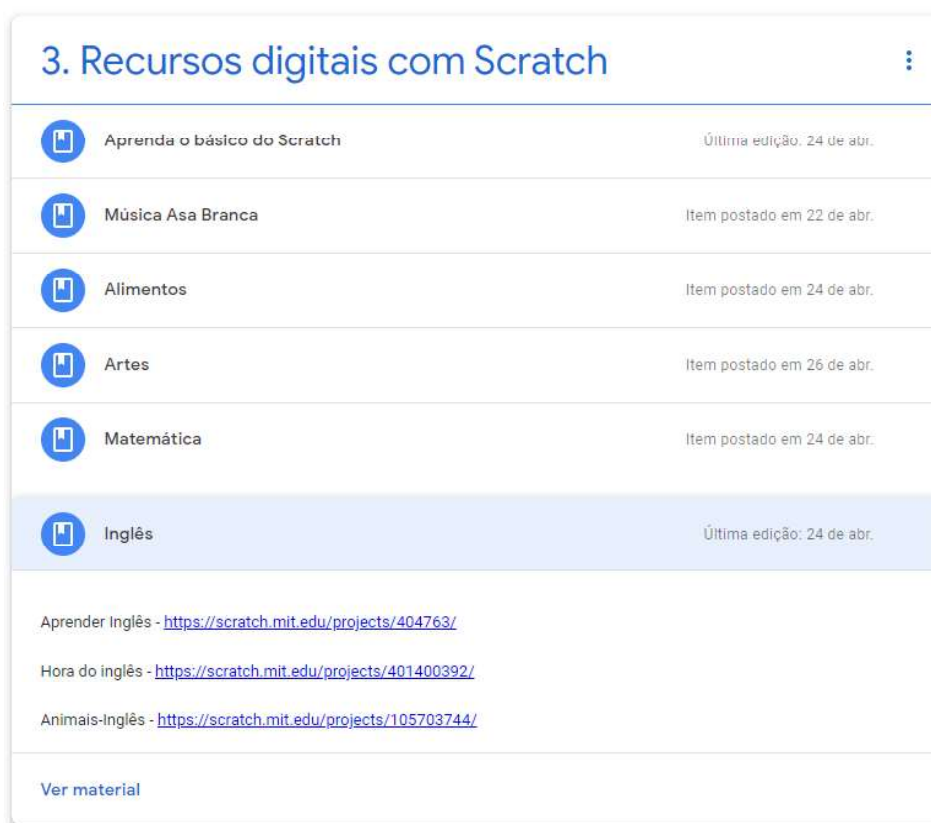 3. Recursos digitais com Scratch
Aprenda o básico do Scratch
Última edição: 24 de abr.
Música Asa Branca
Item postado em 22 de abr.
Alimentos
Item postado em 24 de abr.
Artes
Item postado em 26 de abr.
Matemática
Item postado em 24 de abr.
Inglês
Última edição: 24 de abr.
Aprender Inglês - https://scratch.mit.edu/projects/404763/
Hora do inglês - https://scratch.mit.edu/projects/401400392/
Animais-Inglês - https://scratch.mit.edu/projects/105703744/
Ver material